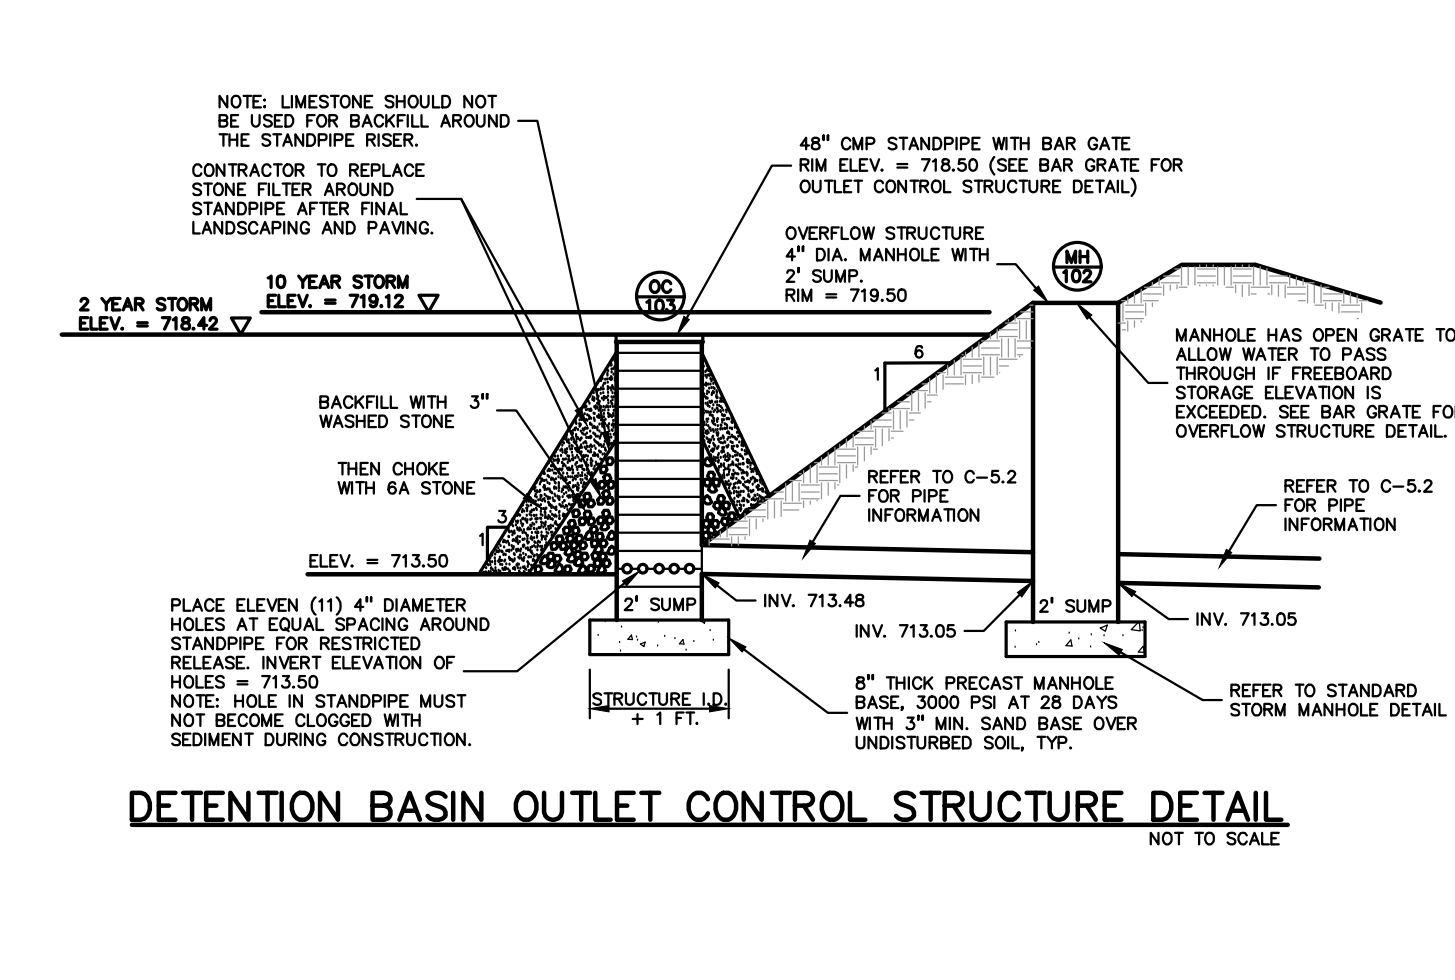 NOTE: LIMESTONE SHOULD NOT
BE USED FOR BACKFILL AROUND
THE STANDPIPE RISER.
CONTRACTOR TO REPLACE
STONE FILTER AROUND
STANDPIPE AFTER FINAL
LANDSCAPING AND PAVING.
48" CMP STANDPIPE WITH BAR GATE
RIM ELEV. = 718.50 (SEE BAR GRATE FOR
OUTLET CONTROL STRUCTURE DETAIL)
OVERFLOW STRUCTURE
4" DIA. MANHOLE WITH
2' SUMP.
RIM = 719.50
MH
102
OC
103
10 YEAR STORM
ELEV. = 719.12
2 YEAR STORM
ELEV. = 718.42
MANHOLE HAS OPEN GRATE TO
ALLOW WATER TO PASS
THROUGH IF FREEBOARD
STORAGE ELEVATION IS
EXCEEDED. SEE BAR GRATE FO
OVERFLOW STRUCTURE DETAIL.
6
1
BACKFILL WITH 3"
WASHED STONE
THEN CHOKE
WITH 6A STONE
3
1
REFER TO C-5.2
FOR PIPE
INFORMATION
REFER TO C-5.2
FOR PIPE
INFORMATION
ELEV. = 713.50
PLACE ELEVEN (11) 4" DIAMETER
HOLES AT EQUAL SPACING AROUND
STANDPIPE FOR RESTRICTED
RELEASE. INVERT ELEVATION OF
HOLES = 713.50
NOTE: HOLE IN STANDPIPE MUST
NOT BECOME CLOGGED WITH
SEDIMENT DURING CONSTRUCTION.
2' SUMP
INV. 713.48
INV. 713.05
2' SUMP
INV. 713.05
STRUCTURE I.D.
+ 1 FT.
8" THICK PRECAST MANHOLE
BASE, 3000 PSI AT 28 DAYS
WITH 3" MIN. SAND BASE OVER
UNDISTURBED SOIL, TYP.
REFER TO STANDARD
STORM MANHOLE DETAIL
DETENTION BASIN OUTLET CONTROL STRUCTURE DETAIL
NOT TO SCALE